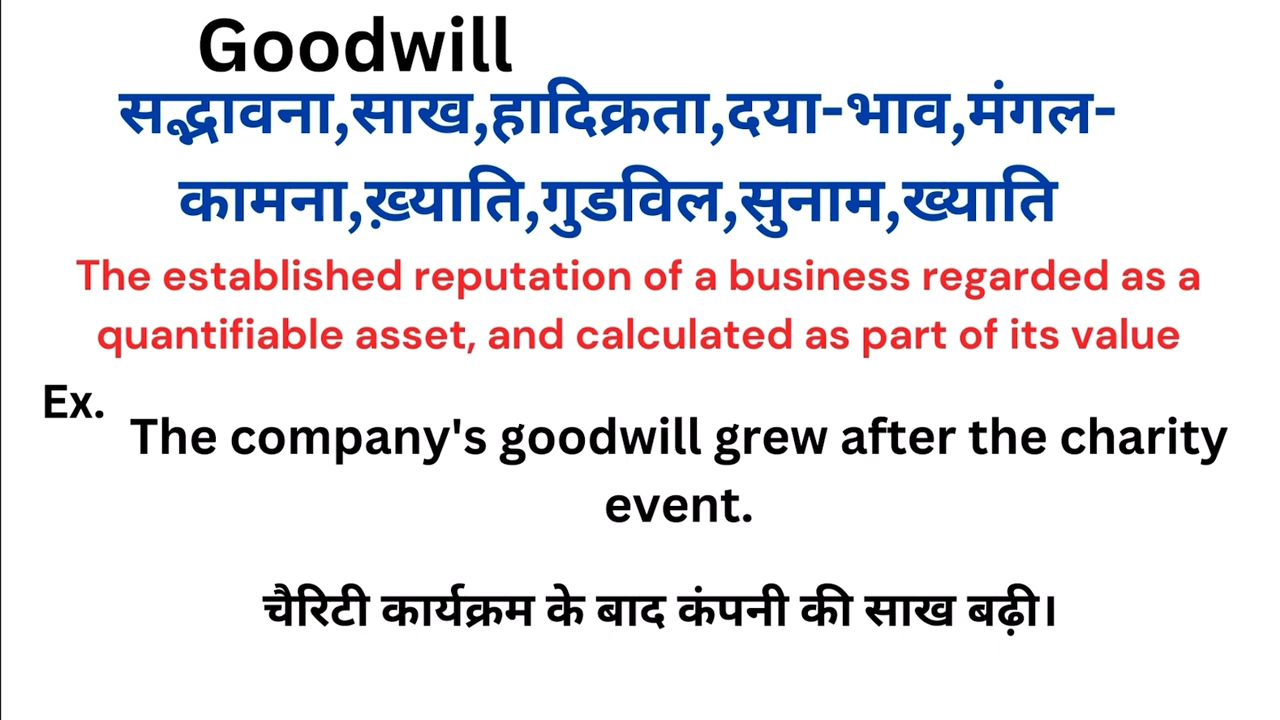 Goodwill
सद्भावना,साख,हादिक्रता,दया-भाव,मंगल-
कामना,ख़्याति,गुडविल,सुनाम,ख्याति
The established reputation of a business regarded as a
quantifiable asset, and calculated as part of its value
Ex.
The company's goodwill grew after the charity
event.
चैरिटी कार्यक्रम के बाद कंपनी की साख बढ़ी।